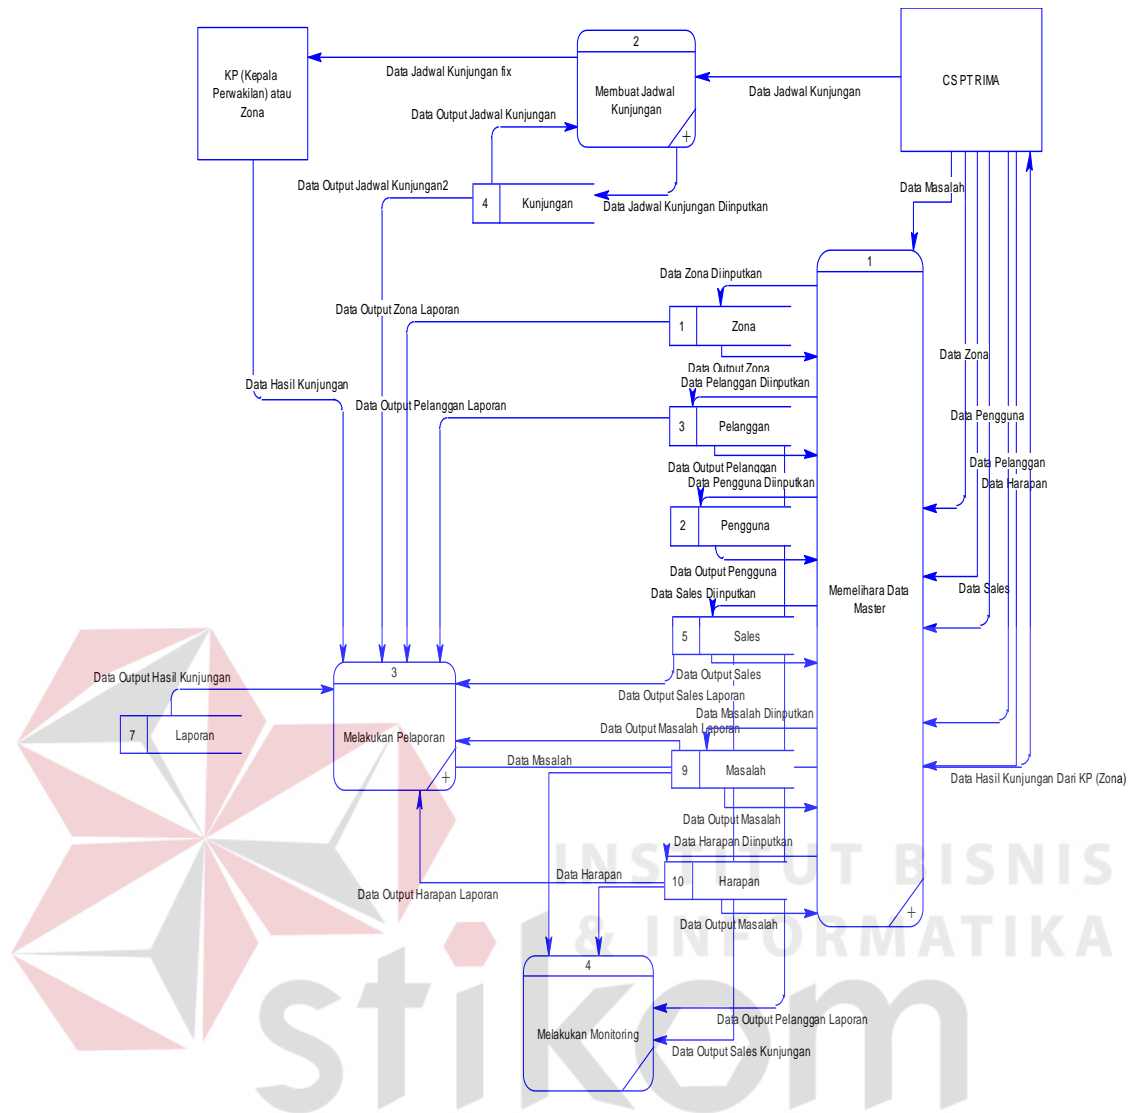 2
KP (Kepala
Perwakilan) atau
Zona
Data Jadwal Kunjungan fix
Membuat Jadwal
Kunjungan
+
CS PT RIMA
Data Jadwal Kunjungan
Data Output Jadwal Kunjungan
Data Output Jadwal Kunjungan2
4
Kunjungan
Data Jadwal Kunjungan Diinputkan
Data Masalah
1
Data Zona Diinputkan
Data Output Zona Laporan
1
Zona
Data Output Zona
Data Zona
Data Hasil Kunjungan
Data Pelanggan Diinputkan
Data Output Pelanggan Laporan
3
Pelanggan
Data Pengguna
Data Output Pelanggan
Data Pelanggan
Data Pengguna Diinputkan
Data Harapan
2
Pengguna
Data Output Pengguna
Memelihara Data
Master
Data Sales
Data Sales Diinputkan
5
Sales
Data Output Hasil Kunjungan
3
Data Output Sales
Data Output Sales Laporan
Data Masalah Diinputkan
7
Laporan
Melakukan Pelaporan
+
Data Output Masalah Laporan
Data Masalah
9
Masalah
Data Hasil Kunjungan Dari KP (Zona)
Data Output Masalah
Data Harapan Diinputkan
Data Harapan
10
Harapan
Data Output Harapan Laporan
Data Output Masalah
+
INSTITUT BISNIS
& INFORMATIKA
stikom
4
Melakukan Monitoring
Data Output Pelanggan Laporan
Data Output Sales Kunjungan